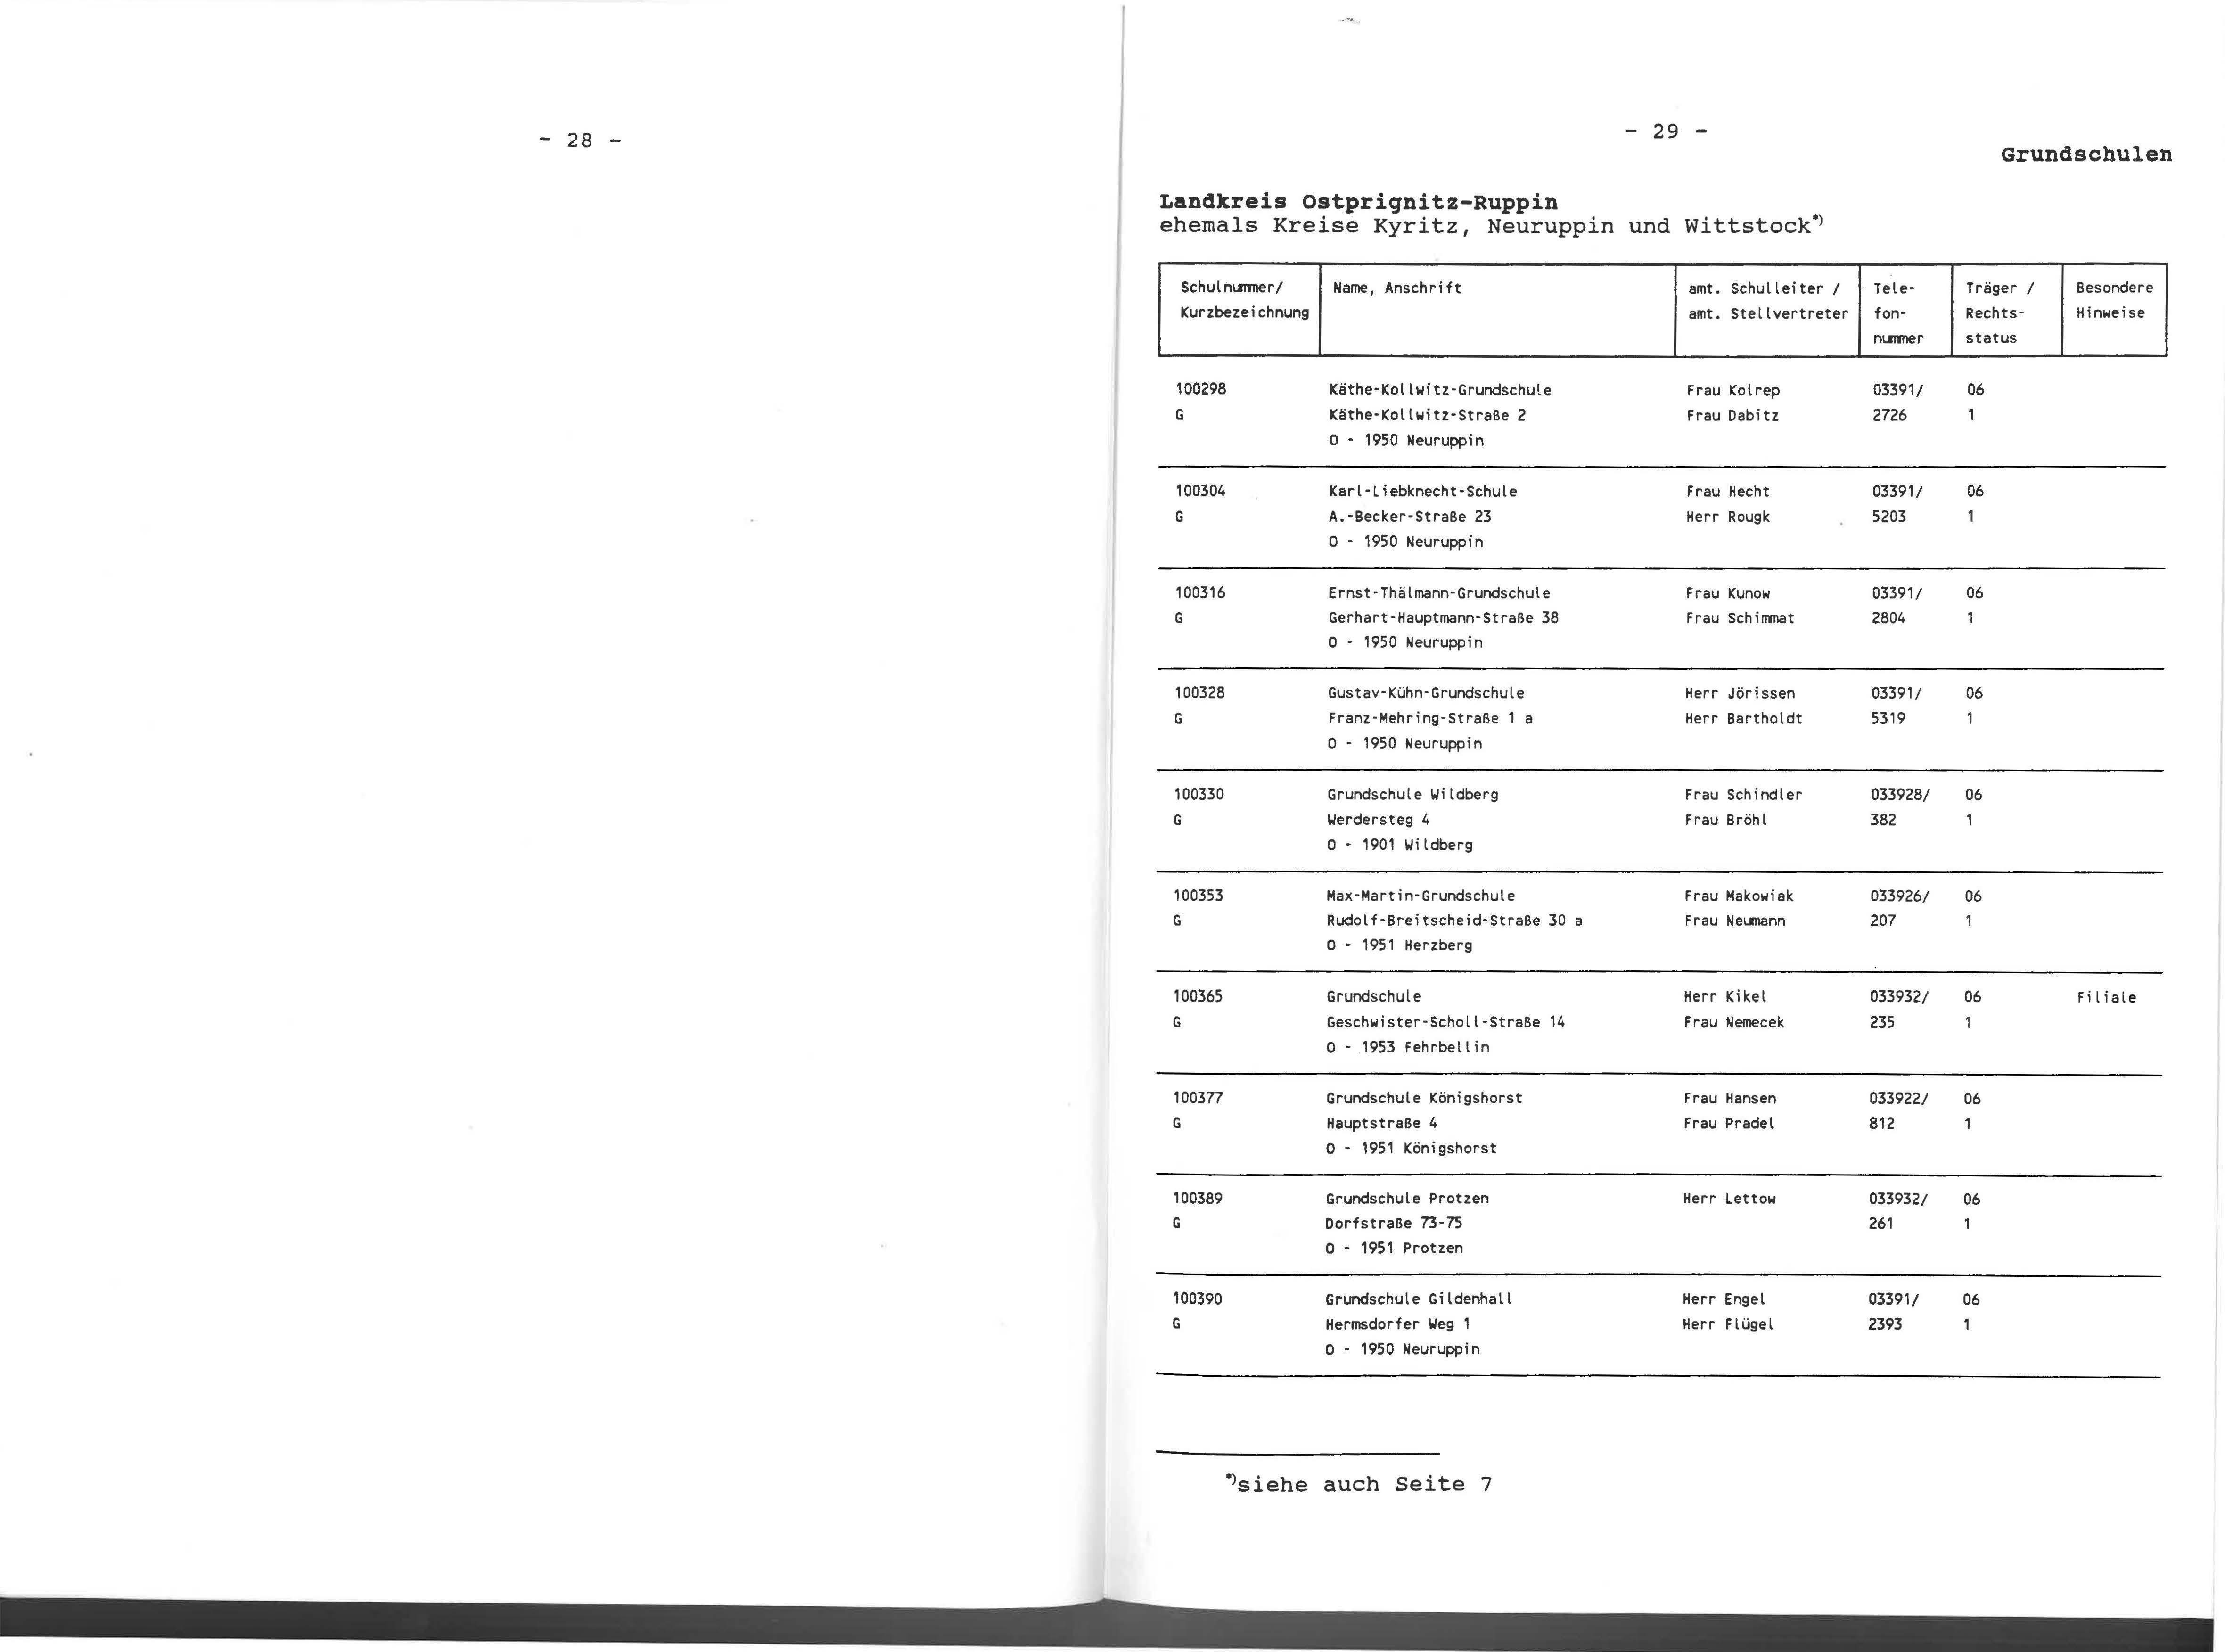 - 28 -
- 29 -
Grundschulen
Landkreis Ostprignitz-Ruppin
ehemals Kreise Kyritz, Neuruppin und Wittstock*)
Schulnummer/ Name, Anschrift amt. Schulleiter / Tele- Träger / Besondere
Kurzbezeichnung amt. Stellvertreter fon- Rechts- Hinweise
nummer status
100298 Käthe-Kollwitz-Grundschule Frau Kolrep 03391/ 06
G Käthe-Kollwitz-Straße 2 Frau Dabitz 2726 1
O - 1950 Neuruppin
100304 Karl-Liebknecht-Schule Frau Hecht 03391/ 06
G A.-Becker-Straße 23 Herr Rougk 5203 1
O - 1950 Neuruppin
100316 Ernst-Thälmann-Grundschule Frau Kunow 03391/ 06
G Gerhart-Hauptmann-Straße 38 Frau Schimmat 2804 1
O - 1950 Neuruppin
100328 Gustav-Kühn-Grundschule Herr Jörissen 03391/ 06
G Franz-Mehring-Straße 1 a Herr Bartholdt 5319 1
O - 1950 Neuruppin
100330 Grundschule Wildberg Frau Schindler 033928/ 06
G Werdersteg 4 Frau Bröhl 382 1
O - 1901 Wildberg
100353 Max-Martin-Grundschule Frau Makowiak 033926/ 06
G Rudolf-Breitscheid-Straße 30 a Frau Neumann 207 1
O - 1951 Herzberg
100365 Grundschule Herr Kikel 033932/ 06 Filiale
G Geschwister-Scholl-Straße 14 Frau Nemecek 235 1
O - 1953 Fehrbellin
100377 Grundschule Königshorst Frau Hansen 033922/ 06
G Hauptstraße 4 Frau Pradel 812 1
O - 1951 Königshorst
100389 Grundschule Protzen Herr Lettow 033932/ 06
G Dorfstraße 73-75 261 1
O - 1951 Protzen
100390 Grundschule Gildenhall Herr Engel 03391/ 06
G Hermsdorfer Weg 1 Herr Flügel 2393 1
O - 1950 Neuruppin
*)siehe auch Seite 7